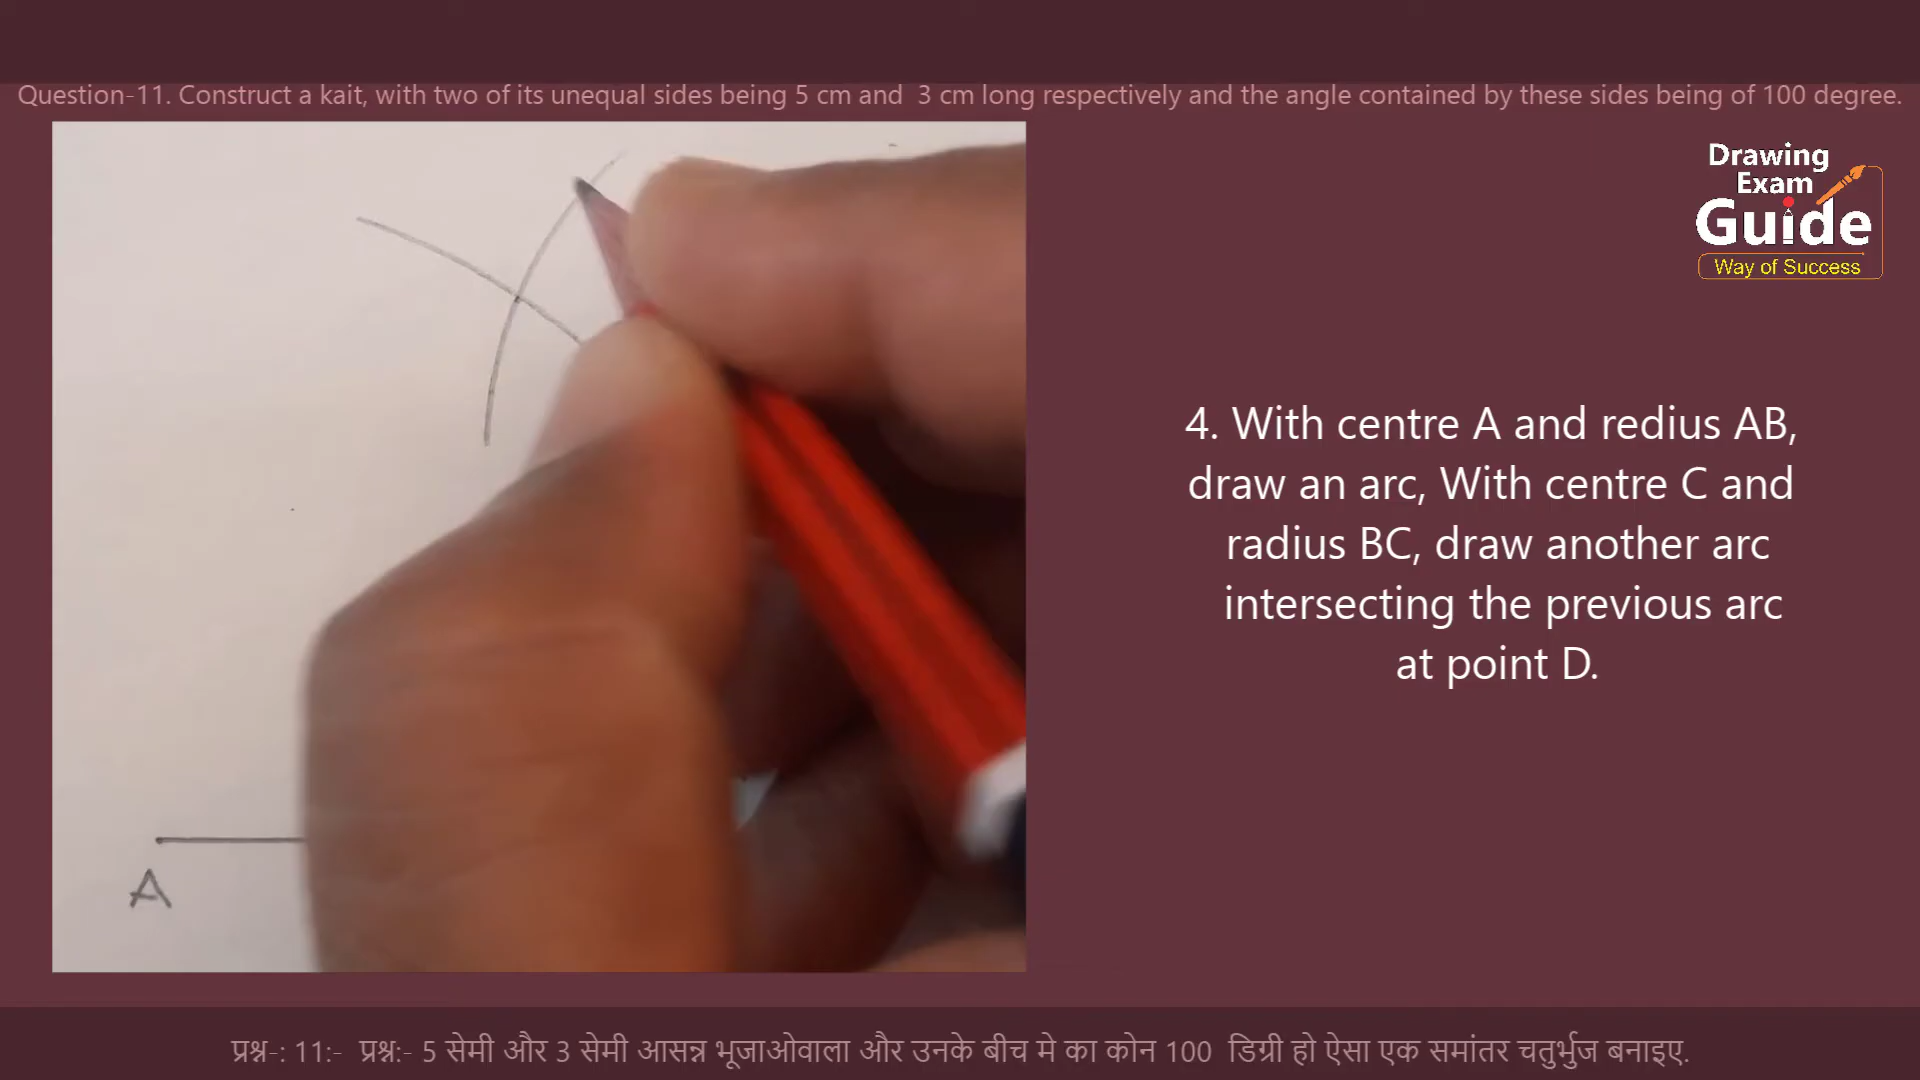 Question-11. Construct a kait, with two of its unequal sides being 5 cm and 3 cm long respectively and the angle contained by these sides being of 100 degree.
Drawing
Exam
Guide
Way of Success
4. With centre A and redius AB,
draw an arc, With centre C and
radius BC, draw another arc
intersecting the previous arc
at point D.
A
प्रश्न-: 11:- प्रश्न:- 5 सेमी और 3 सेमी आसन्न भूजाओवाला और उनके बीच मे का कोन 100 डिग्री हो ऐसा एक समांतर चतुर्भुज बनाइए.